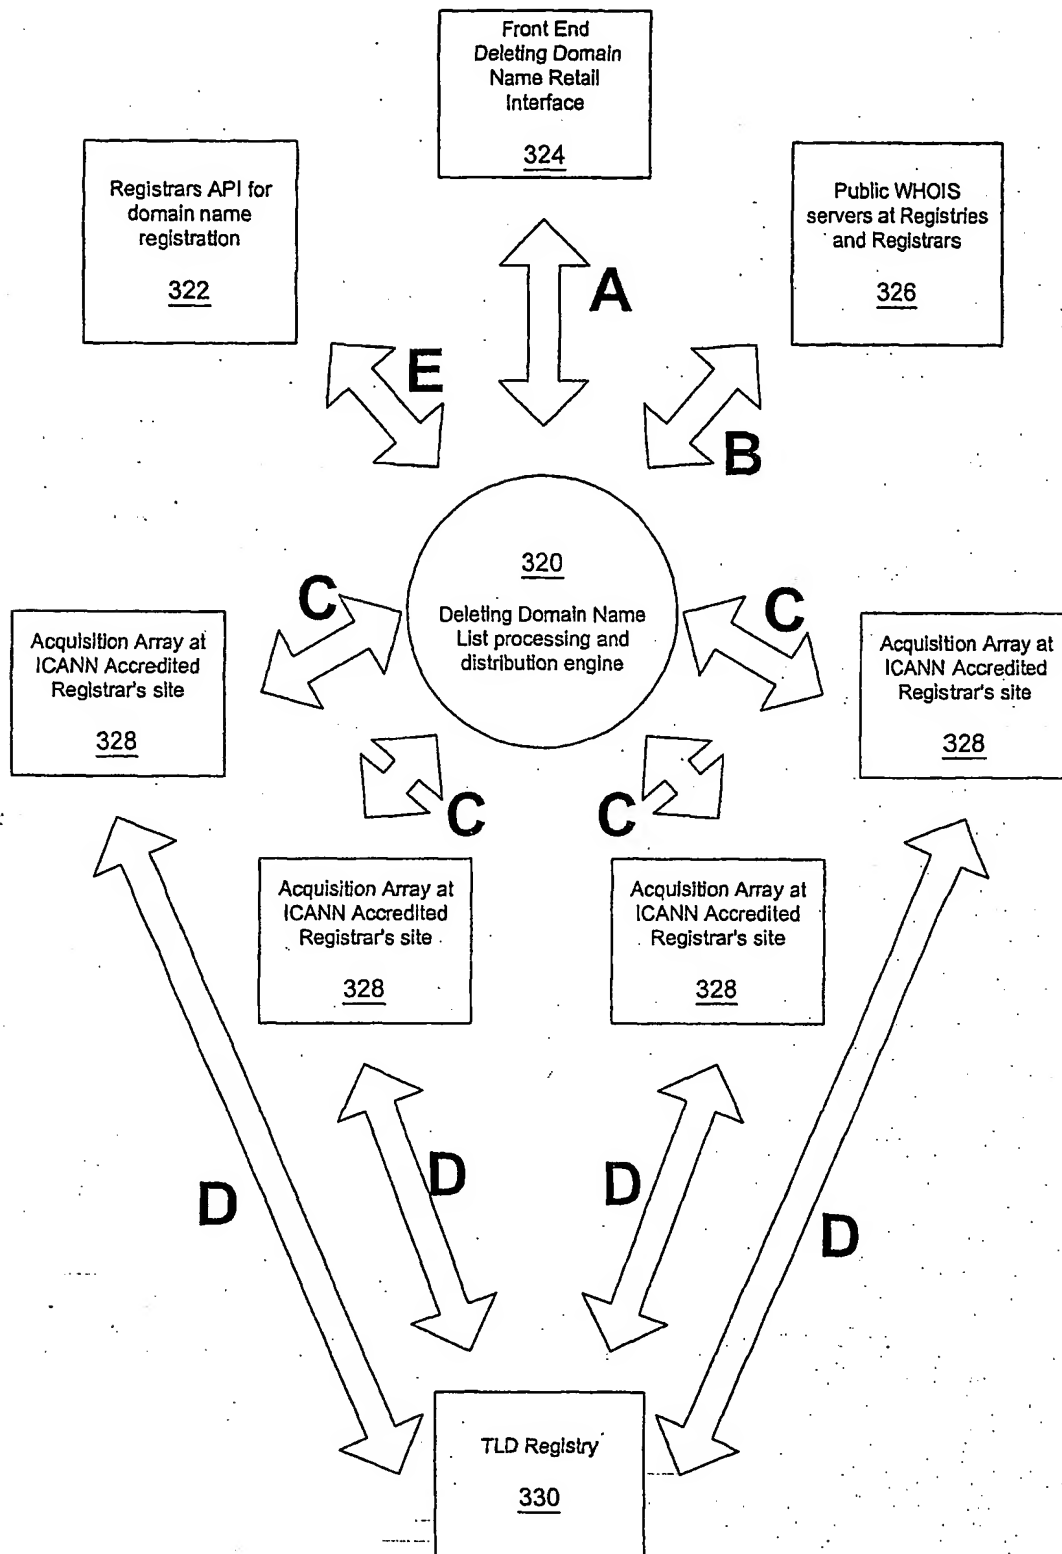 Front End
Deleting Domain
Name Retail
Interface
324
Registrars API for
domain name
registration
322
Public WHOIS
servers at Registries
and Registrars
326
A
E
B
320
Deleting Domain Name
List processing and
distribution engine
C
C
Acquisition Array at
ICANN Accredited
Registrar's site
328
Acquisition Array at
ICANN Accredited
Registrar's site
328
C
C
Acquisition Array at
ICANN Accredited
Registrar's site
328
Acquisition Array at
ICANN Accredited
Registrar's site
328
D
D
D
D
TLD Registry
330